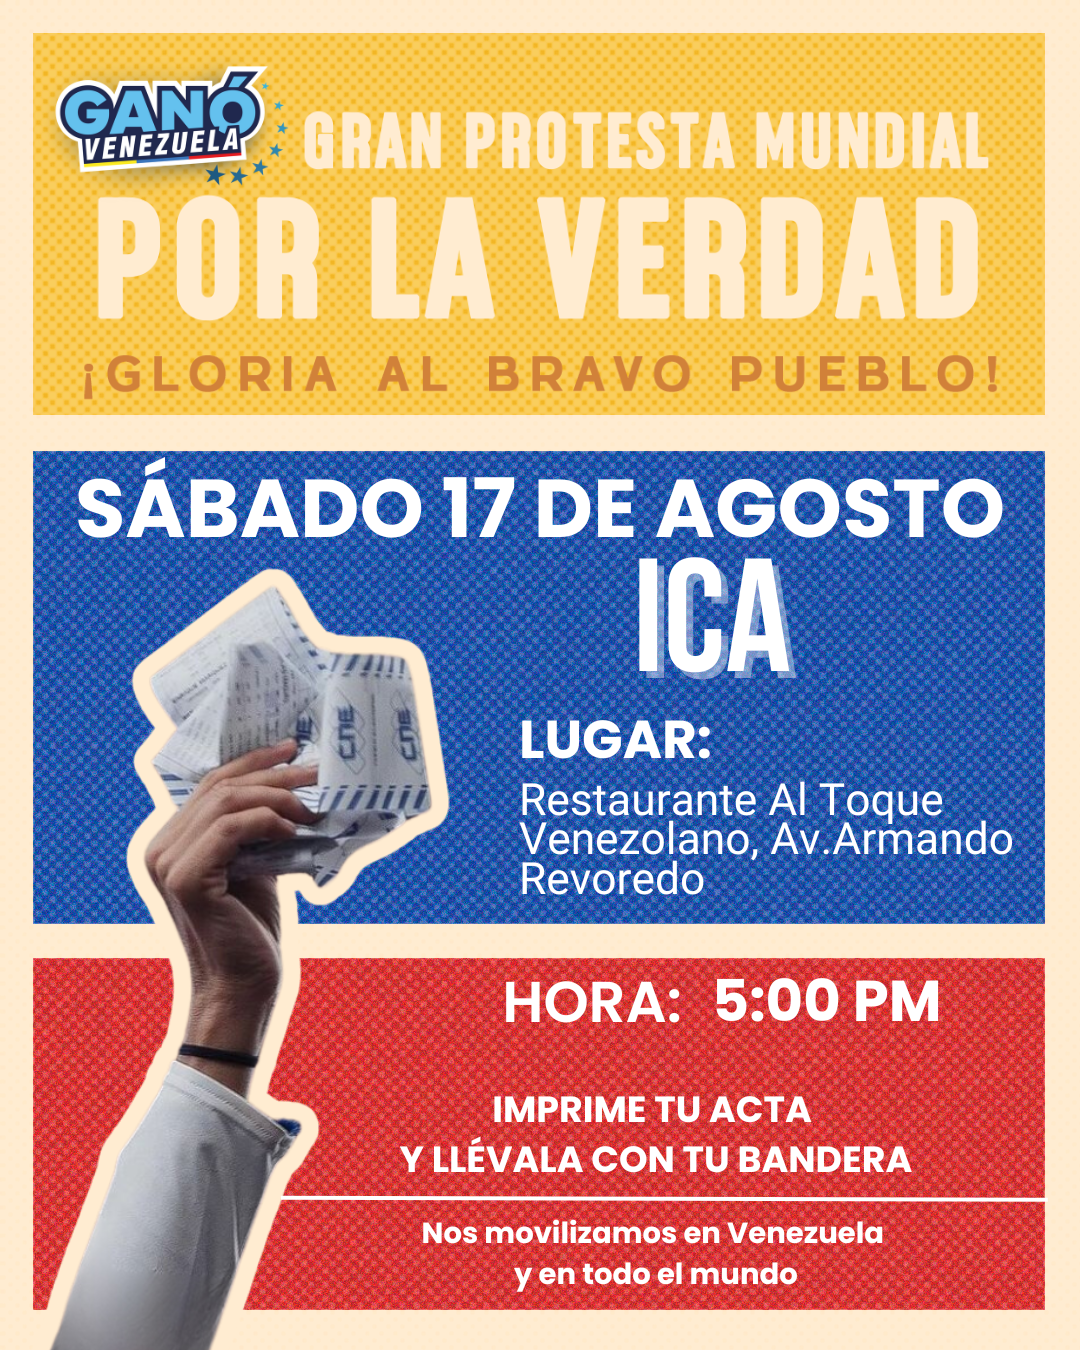 GANÓ
VENEZUELA
GRAN PROTESTA MUNDIAL
POR LA VERDAD
¡GLORIA AL BRAVO PUEBLO!
SÁBADO 17 DE AGOSTO
ICA
CNE
CNE
LUGAR:
Restaurante Al Toque
Venezolano, Av.Armando
Revoredo
HORA: 5:00 PM
IMPRIME TU ACTA
Y LLÉVALA CON TU BANDERA
Nos movilizamos en Venezuela
y en todo el mundo